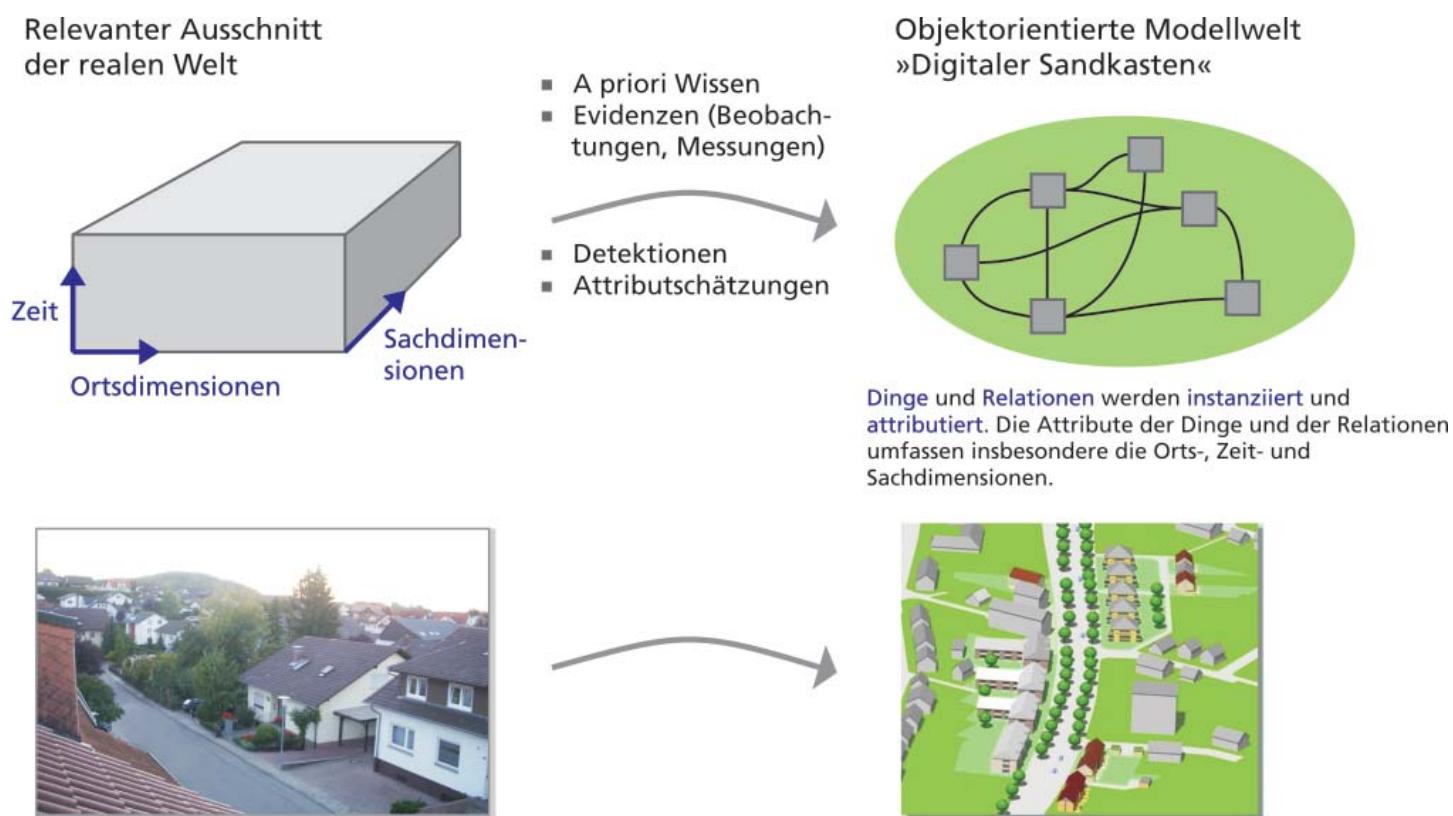 Relevanter Ausschnitt
der realen Welt
Zeit
Ortsdimensionen
Sachdimen-
sionen
▪ A priori Wissen
▪ Evidenzen (Beobach-
tungen, Messungen)
▪ Detektionen
▪ Attributschätzungen
Objektorientierte Modellwelt
»Digitaler Sandkasten«
Dinge und Relationen werden instanziiert und
attributiert. Die Attribute der Dinge und der Relationen
umfassen insbesondere die Orts-, Zeit- und
Sachdimensionen.